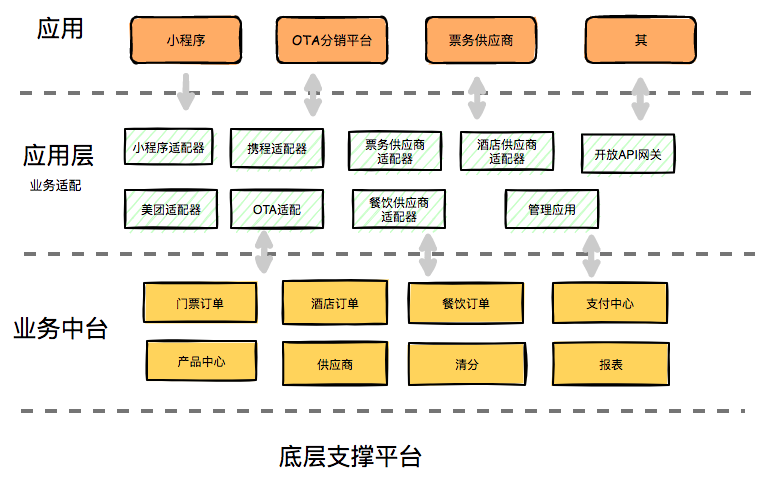 应用
小程序
OTA分销平台
票务供应商
其
应用层
业务适配
小程序适配器
携程适配器
票务供应商
适配器
酒店供应商
适配器
开放API网关
美团适配器
OTA适配
餐饮供应商
适配器
管理应用
业务中台
门票订单
酒店订单
餐饮订单
支付中心
产品中心
供应商
清分
报表
底层支撑平台